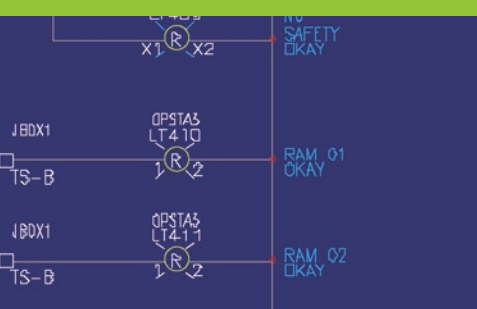 NO
SAFETY
OKAY
X1 R X2
OPSTA3
LT410
JBOX1
RAM 01
OKAY
TS-B
1 R 2
OPSTA3
LT411
JBOX1
RAM 02
OKAY
TS-B
1 R 2